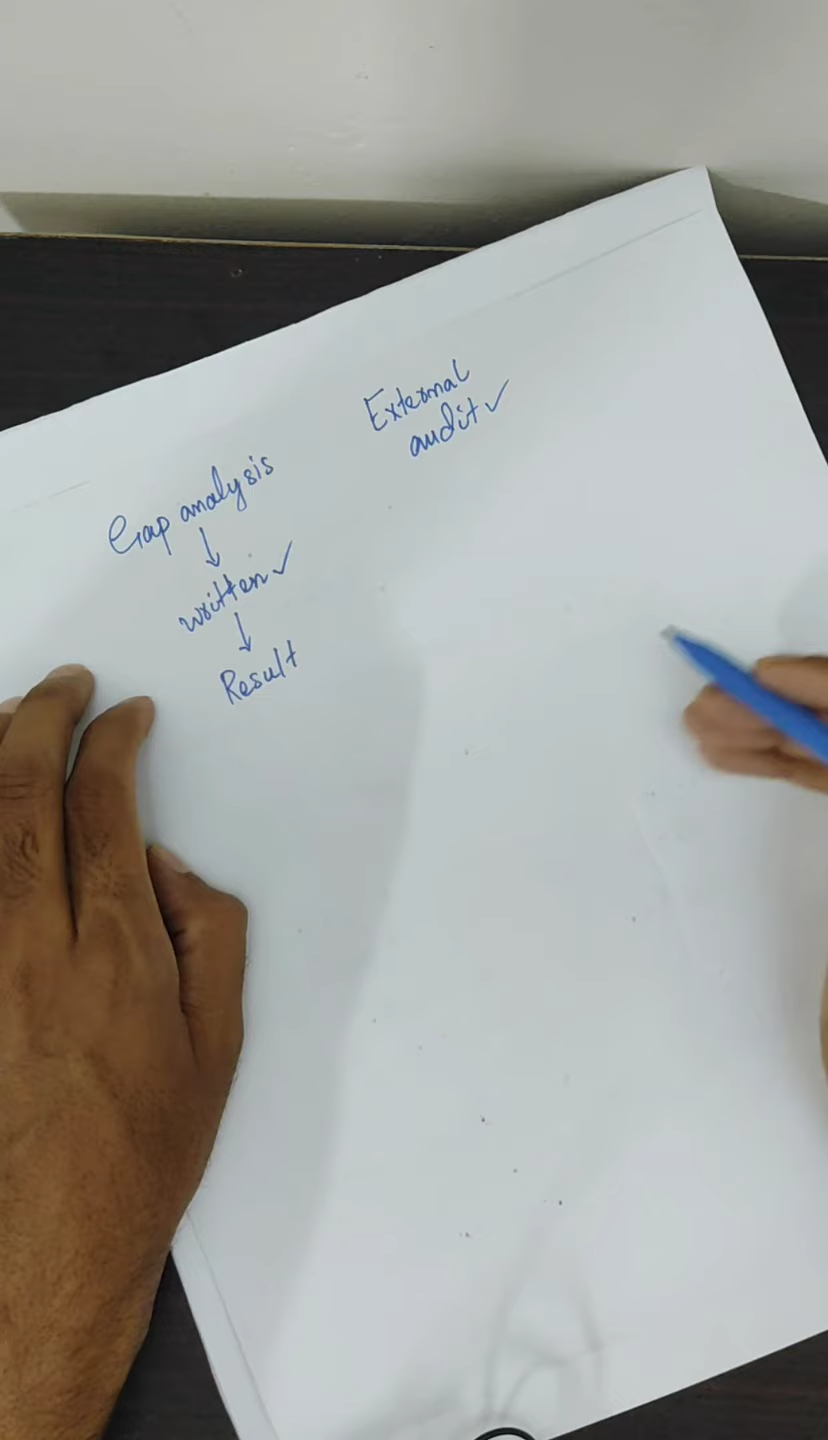 Gap analysis
↓
written ✓
↓
Result
External
audit ✓